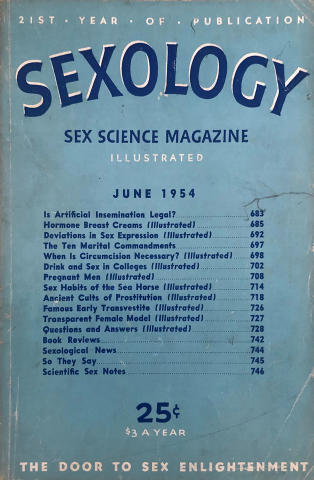 21ST · YEAR · OF · PUBLICATION
SEXOLOGY
SEX SCIENCE MAGAZINE
ILLUSTRATED
JUNE 1954
Is Artificial Insemination Legal? 683
Hormone Breast Creams (Illustrated) 685
Deviations in Sex Expression (Illustrated) 692
The Ten Marital Commandments 697
When Is Circumcision Necessary? (Illustrated) 698
Drink and Sex in Colleges (Illustrated) 702
Pregnant Men (Illustrated) 708
Sex Habits of the Sea Horse (Illustrated) 714
Ancient Cults of Prostitution (Illustrated) 718
Famous Early Transvestite (Illustrated) 726
Transparent Female Model (Illustrated) 727
Questions and Answers (Illustrated) 728
Book Reviews 742
Sexological News 744
So They Say 745
Scientific Sex Notes 746
25¢
$3 A YEAR
THE DOOR TO SEX ENLIGHTENMENT